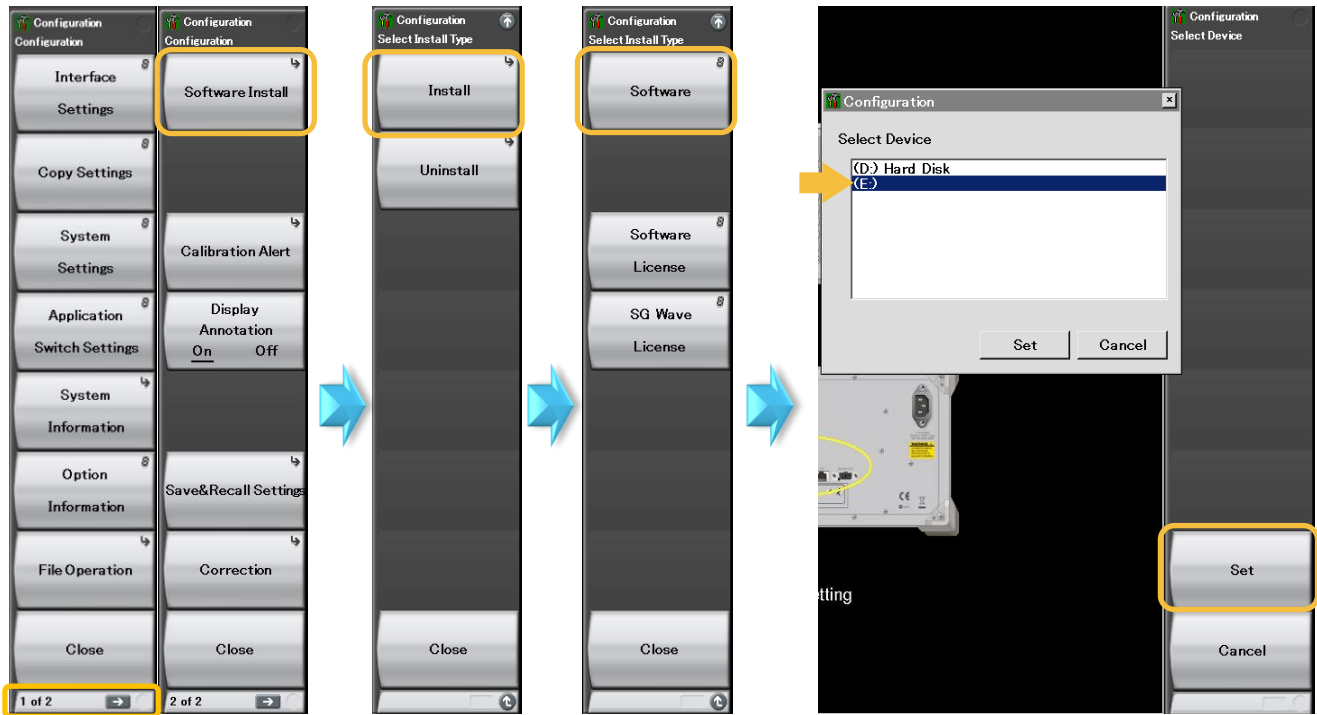 Configuration
Configuration
Interface
Settings
Copy Settings
System
Settings
Application
Switch Settings
System
Information
Option
Information
File Operation
Close
1 of 2
Configuration
Configuration
Software Install
Calibration Alert
Display
Annotation
On Off
Save&Recall Settings
Correction
Close
2 of 2
Configuration
Select Install Type
Install
Uninstall
Close
Configuration
Select Install Type
Software
Software
License
SG Wave
License
Close
Configuration
Select Device
(D:) Hard Disk
(E:)
Set Cancel
CE
tting
Configuration
Select Device
Set
Cancel